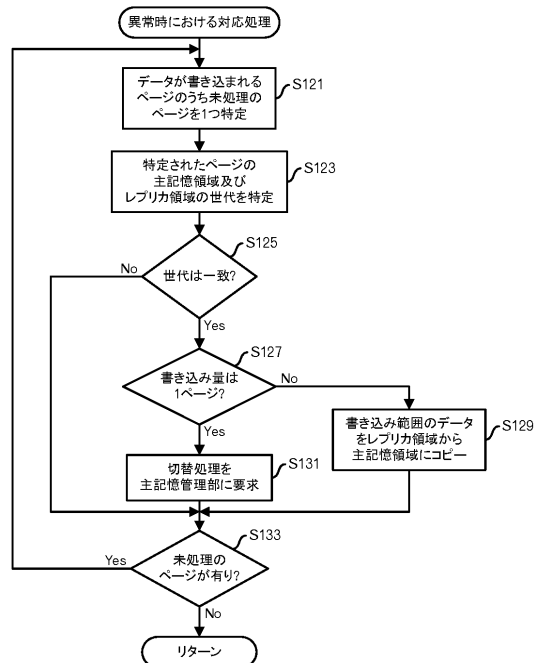 異常時における対応処理
データが書き込まれる
ページのうち未処理の
ページを1つ特定
S121
特定されたページの
主記憶領域及び
レプリカ領域の世代を特定
S123
S125
No
世代は一致?
Yes
S127
書き込み量は
1ページ?
No
Yes
書き込み範囲のデータ
をレプリカ領域から
主記憶領域にコピー
S129
切替処理を
主記憶管理部に要求
S131
S133
Yes
未処理の
ページが有り?
No
リターン